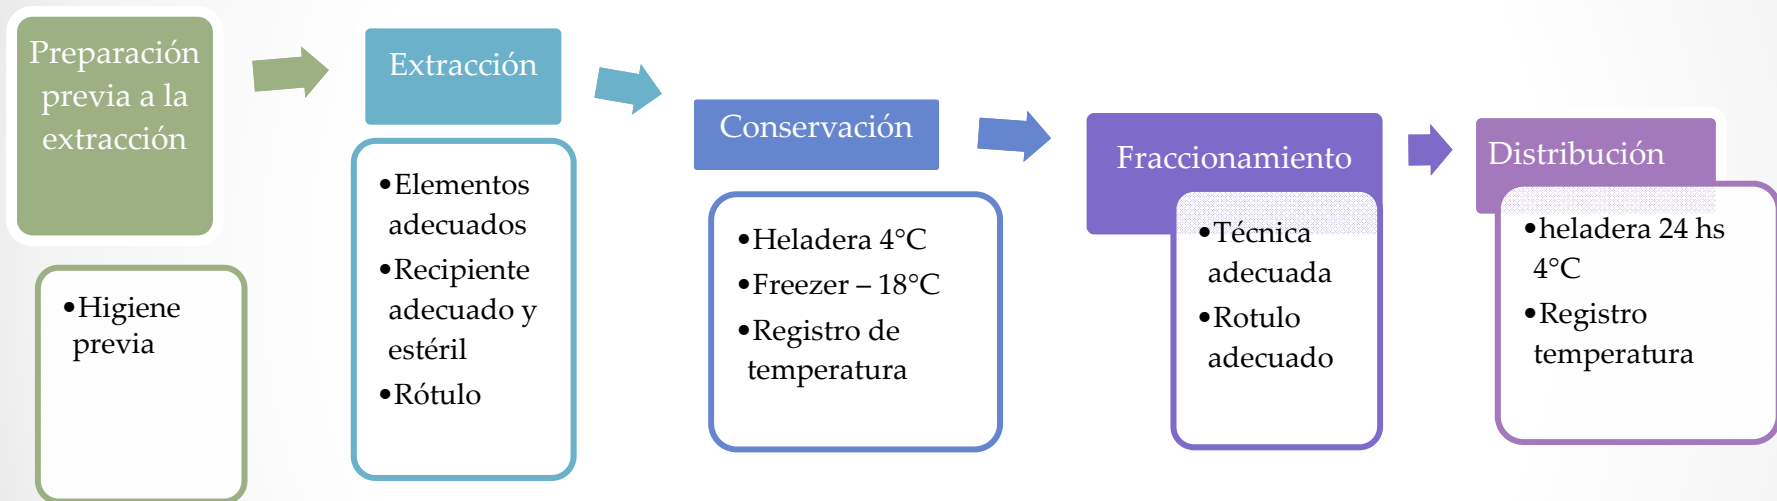 Preparación
previa a la
extracción
•Higiene
previa
Extracción
•Elementos
adecuados
•Recipiente
adecuado y
estéril
•Rótulo
Conservación
•Heladera 4°C
•Freezer – 18°C
•Registro de
temperatura
Fraccionamiento
•Técnica
adecuada
•Rotulo
adecuado
Distribución
•heladera 24 hs
4°C
•Registro
temperatura